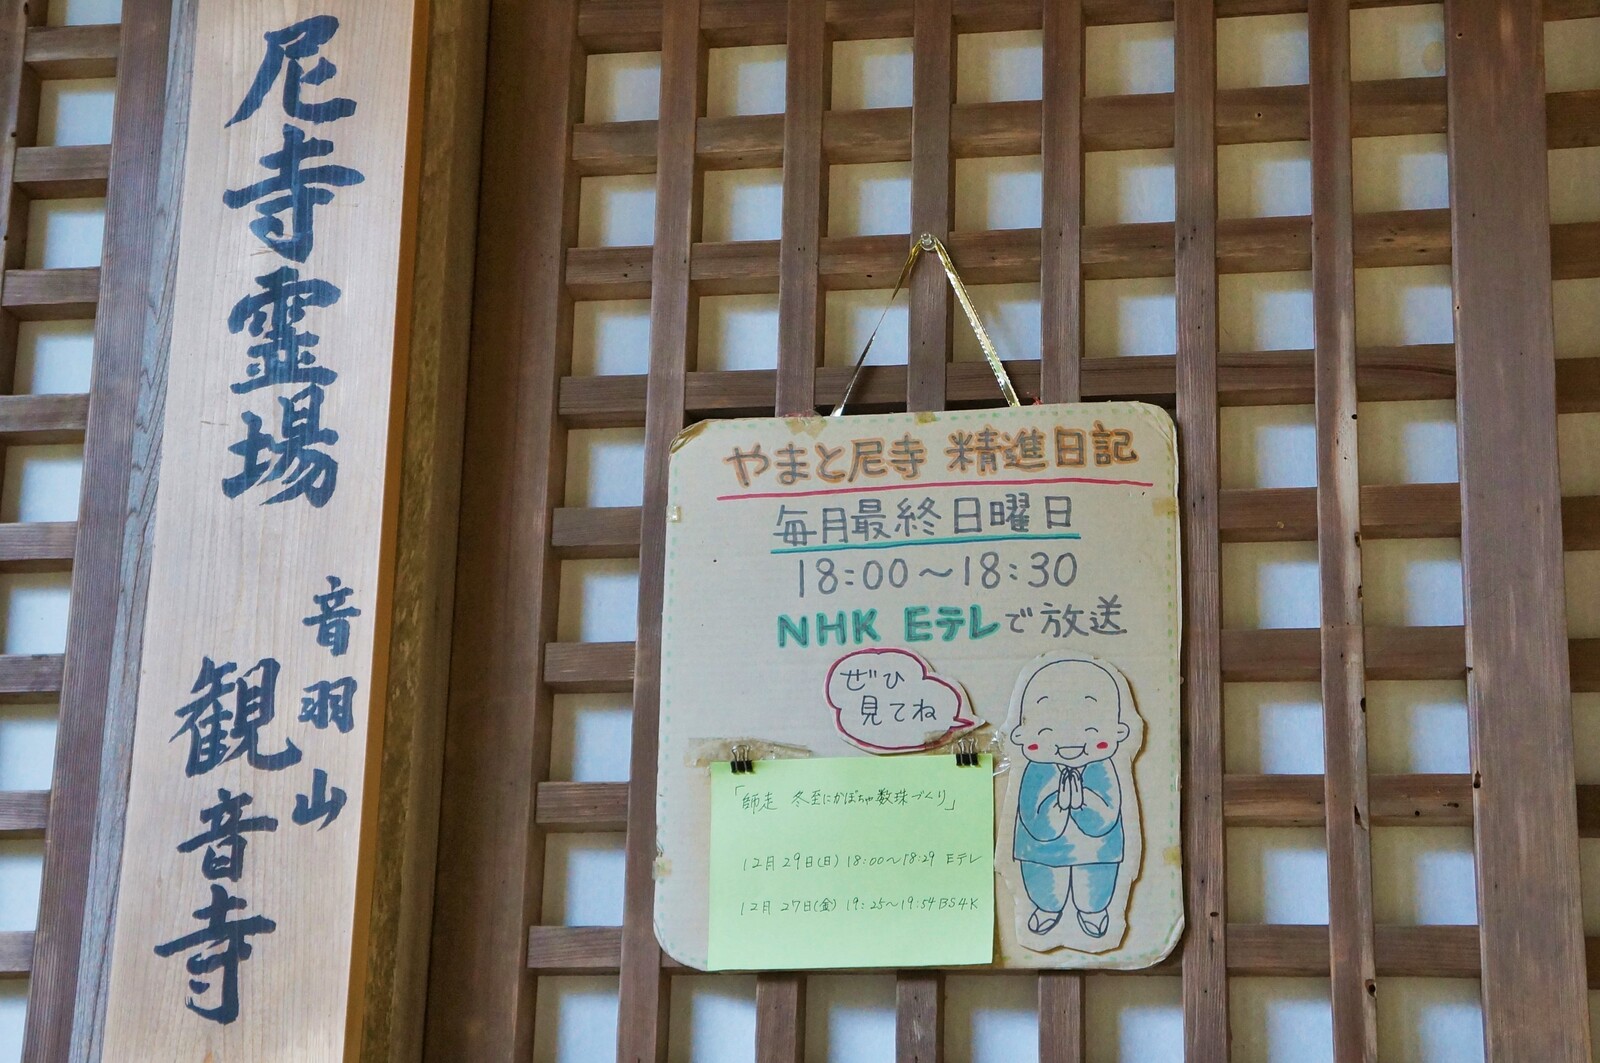 尼寺霊場
音羽山
観音寺
やまと尼寺 精進日記
毎月最終日曜日
18:00〜18:30
NHK Eテレで放送
ぜひ
見てね
「師走 冬至にかぼちゃ数珠づくり」
12月29日(日) 18:00〜18:29 Eテレ
12月27日(金) 19:25〜19:54 BS4K